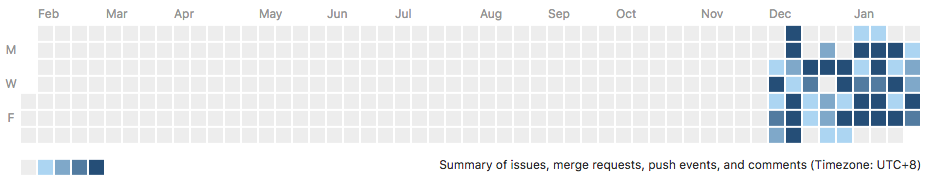 Feb Mar Apr May Jun Jul Aug Sep Oct Nov Dec Jan
M
W
F
Summary of issues, merge requests, push events, and comments (Timezone: UTC+8)